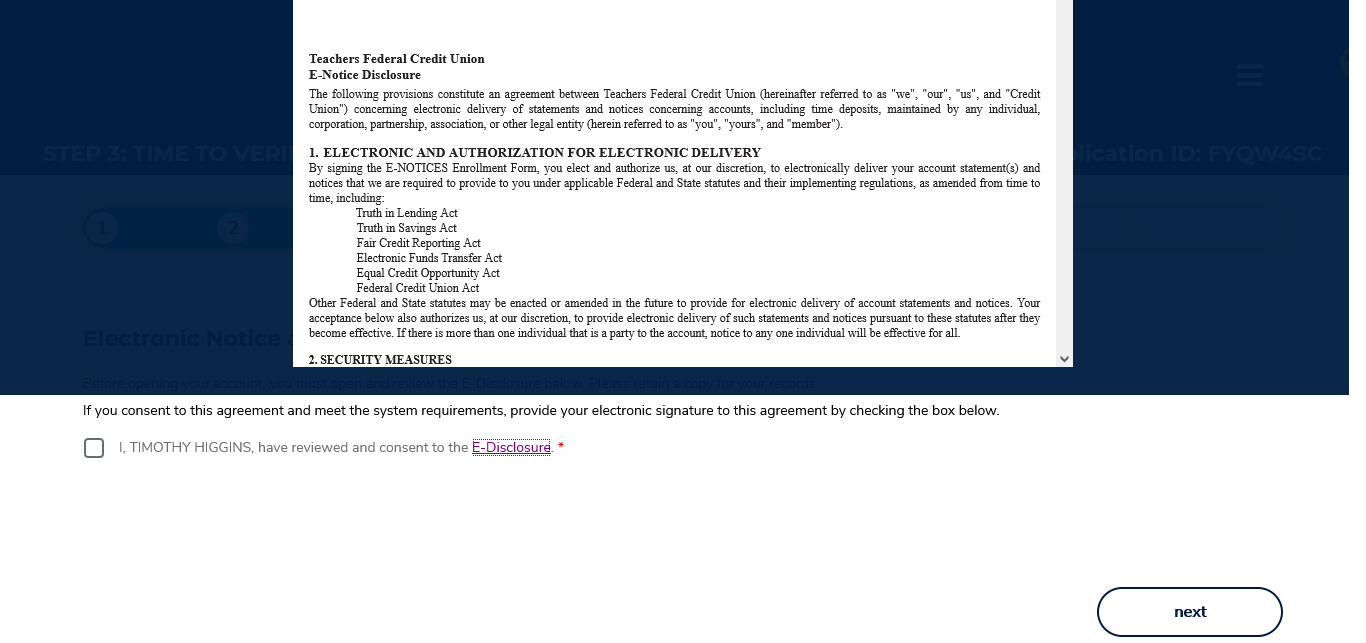 Teachers Federal Credit Union
E-Notice Disclosure
The following provisions constitute an agreement between Teachers Federal Credit Union (hereinafter referred to as "we", "our", "us", and "Credit
Union") concerning electronic delivery of statements and notices concerning accounts, including time deposits, maintained by any individual,
corporation, partnership, association, or other legal entity (herein referred to as "you", "yours", and "member").
STEP 3: TIME TO VERI
plication ID: FYQW4SC
1. ELECTRONIC AND AUTHORIZATION FOR ELECTRONIC DELIVERY
By signing the E-NOTICES Enrollment Form, you elect and authorize us, at our discretion, to electronically deliver your account statement(s) and
notices that we are required to provide to you under applicable Federal and State statutes and their implementing regulations, as amended from time to
time, including:
1
2
Truth in Lending Act
Truth in Savings Act
Fair Credit Reporting Act
Electronic Funds Transfer Act
Equal Credit Opportunity Act
Federal Credit Union Act
Other Federal and State statutes may be enacted or amended in the future to provide for electronic delivery of account statements and notices. Your
acceptance below also authorizes us, at our discretion, to provide electronic delivery of such statements and notices pursuant to these statutes after they
become effective. If there is more than one individual that is a party to the account, notice to any one individual will be effective for all.
Electronic Notice a
2. SECURITY MEASURES
Before opening your account, you must open and review the E-Disclosure below. Please retain a copy for your records.
If you consent to this agreement and meet the system requirements, provide your electronic signature to this agreement by checking the box below.
I, TIMOTHY HIGGINS, have reviewed and consent to the E-Disclosure. *
next